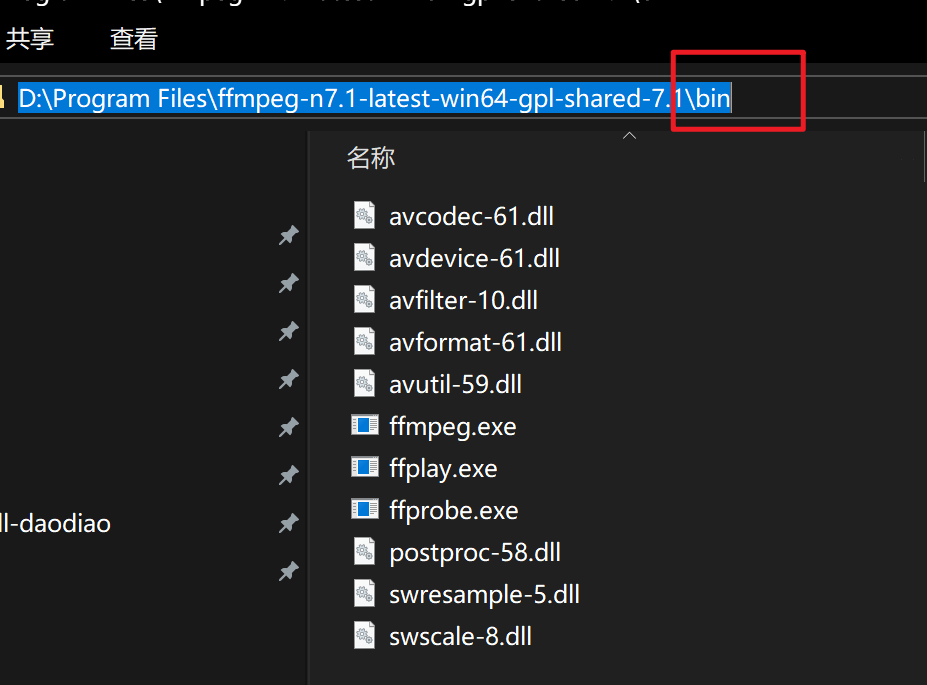 共享 查看
D:\Program Files\ffmpeg-n7.1-latest-win64-gpl-shared-7.1\bin
名称
avcodec-61.dll
avdevice-61.dll
avfilter-10.dll
avformat-61.dll
avutil-59.dll
ffmpeg.exe
ffplay.exe
ffprobe.exe
ll-daodiao
postproc-58.dll
swresample-5.dll
swscale-8.dll